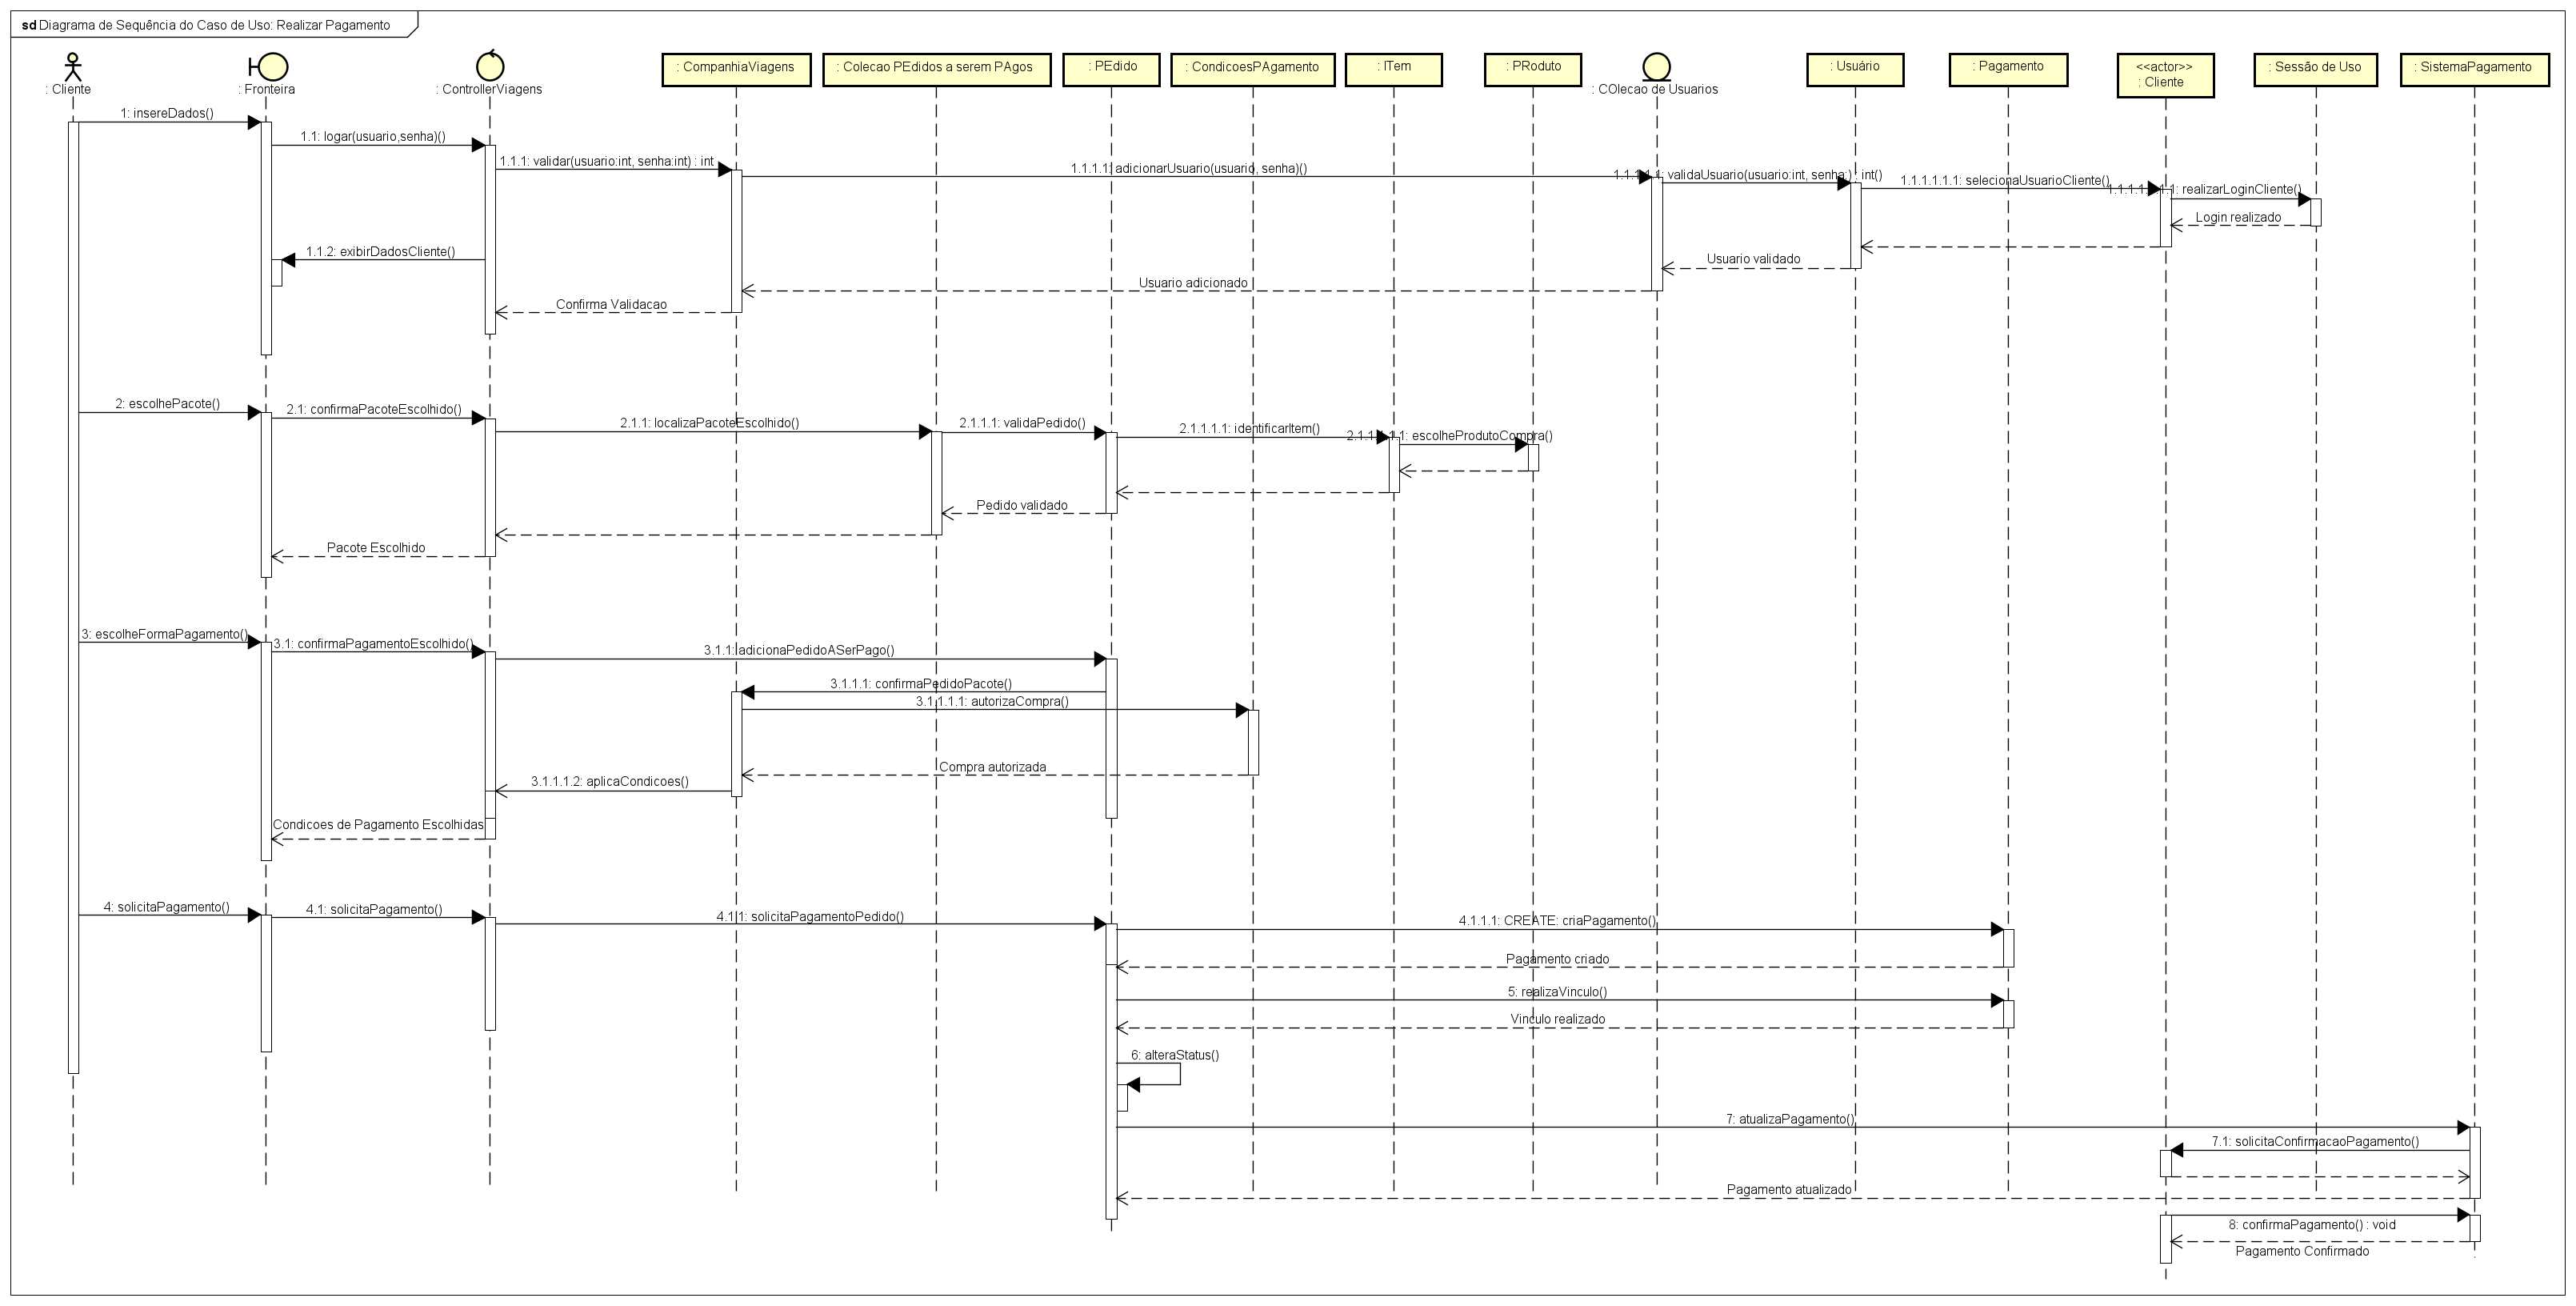 sd Diagrama de Sequência do Caso de Uso: Realizar Pagamento
: Cliente
: Fronteira
: ControllerViagens
: CompanhiaViagens
: Colecao PEdidos a serem PAgos
: PEdido
: CondicoesPAgamento
: ITem
: PRoduto
: COlecao de Usuarios
: Usuário
: Pagamento
<<actor>>
: Cliente
: Sessão de Uso
: SistemaPagamento
1: insereDados()
1.1: logar(usuario,senha)()
1.1.1: validar(usuario:int, senha:int) : int
1.1.1.1: adicionarUsuario(usuario, senha)()
1.1.1.1.1: validaUsuario(usuario:int, senha:) : int()
1.1.1.1.1.1: selecionaUsuarioCliente()
1.1.1.1.1.1.1: realizarLoginCliente()
Login realizado
1.1.2: exibirDadosCliente()
Usuario validado
Usuario adicionado
Confirma Validacao
2: escolhePacote()
2.1: confirmaPacoteEscolhido()
2.1.1: localizaPacoteEscolhido()
2.1.1.1: validaPedido()
2.1.1.1.1: identificarItem()
2.1.1.1.1.1: escolheProdutoCompra()
Pedido validado
Pacote Escolhido
3: escolheFormaPagamento()
3.1: confirmaPagamentoEscolhido()
3.1.1: adicionaPedidoASerPago()
3.1.1.1: confirmaPedidoPacote()
3.1.1.1.1: autorizaCompra()
Compra autorizada
3.1.1.1.2: aplicaCondicoes()
Condicoes de Pagamento Escolhidas
4: solicitaPagamento()
4.1: solicitaPagamento()
4.1.1: solicitaPagamentoPedido()
4.1.1.1: CREATE: criaPagamento()
Pagamento criado
5: realizaVinculo()
Vinculo realizado
6: alteraStatus()
7: atualizaPagamento()
7.1: solicitaConfirmacaoPagamento()
Pagamento atualizado
8: confirmaPagamento() : void
Pagamento Confirmado